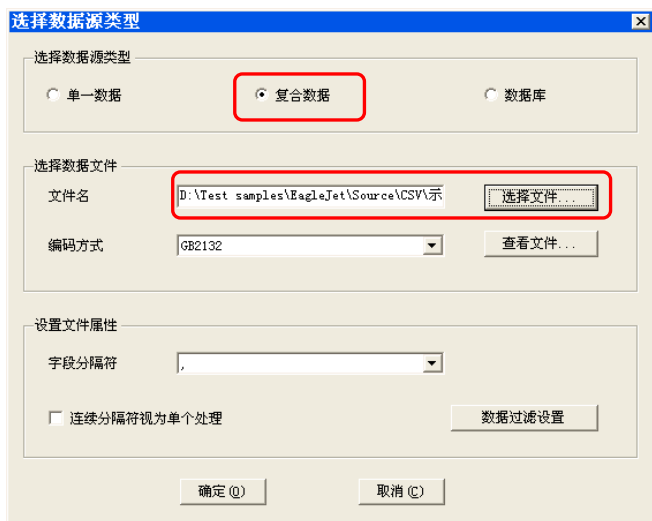 选择数据源类型
选择数据源类型
单一数据 复合数据 数据库
选择数据文件
文件名 D:\Test samples\EagleJet\Source\CSV\示 选择文件...
编码方式 GB2132 查看文件...
设置文件属性
字段分隔符 ,
连续分隔符视为单个处理 数据过滤设置
确定(O) 取消(C)